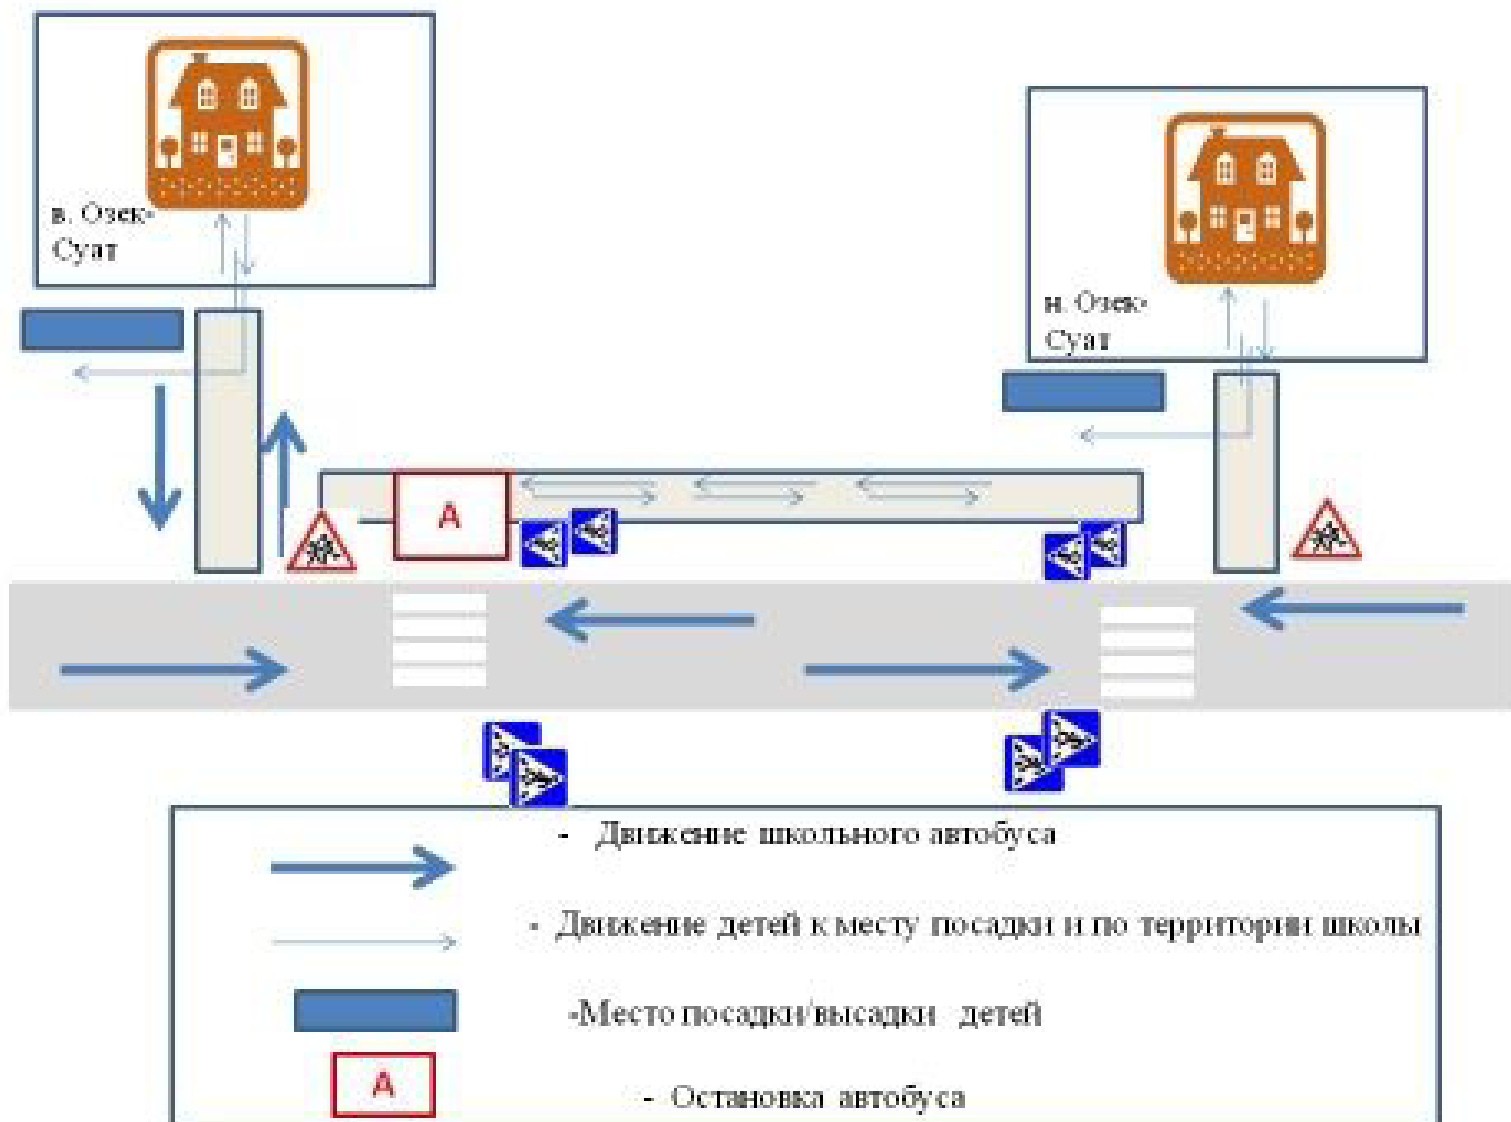 в. Озек-
Суат
н. Озек-
Суат
А
- Движение школьного автобуса
- Движение детей к месту посадки и по территории школы
-Место посадки/высадки детей
А
- Остановка автобуса